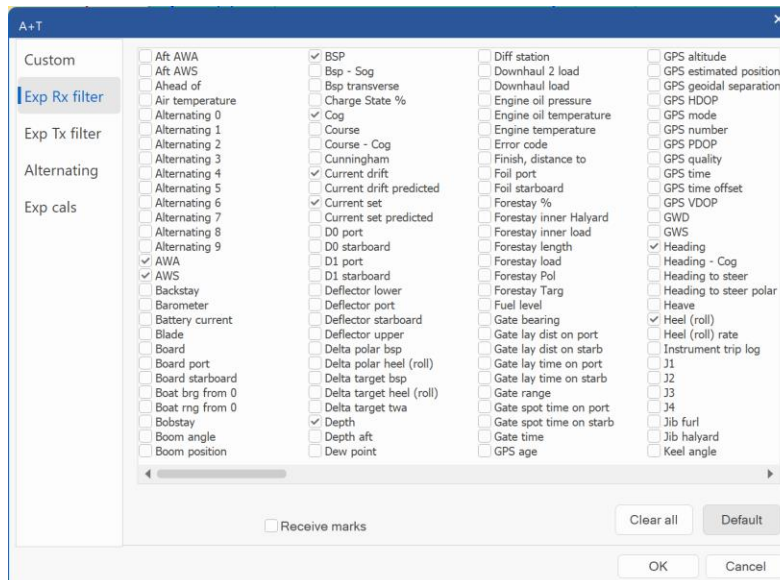 A+T
Custom
Exp Rx filter
Exp Tx filter
Alternating
Exp cals
Aft AWA
Aft AWS
Ahead of
Air temperature
Alternating 0
Alternating 1
Alternating 2
Alternating 3
Alternating 4
Alternating 5
Alternating 6
Alternating 7
Alternating 8
Alternating 9
AWA
AWS
Backstay
Barometer
Battery current
Blade
Board
Board port
Board starboard
Boat brg from 0
Boat rng from 0
Bobstay
Boom angle
Boom position
BSP
Bsp - Sog
Bsp transverse
Charge State %
Cog
Course
Course - Cog
Cunningham
Current drift
Current drift predicted
Current set
Current set predicted
D0 port
D0 starboard
D1 port
D1 starboard
Deflector lower
Deflector port
Deflector starboard
Deflector upper
Delta polar bsp
Delta polar heel (roll)
Delta target bsp
Delta target heel (roll)
Delta target twa
Depth
Depth aft
Dew point
Diff station
Downhaul 2 load
Downhaul load
Engine oil pressure
Engine oil temperature
Engine temperature
Error code
Finish, distance to
Foil port
Foil starboard
Forestay %
Forestay inner Halyard
Forestay inner load
Forestay length
Forestay load
Forestay Pol
Forestay Targ
Fuel level
Gate bearing
Gate lay dist on port
Gate lay dist on starb
Gate lay time on port
Gate lay time on starb
Gate range
Gate spot time on port
Gate spot time on starb
Gate time
GPS age
GPS altitude
GPS estimated position
GPS geoidal separation
GPS HDOP
GPS mode
GPS number
GPS PDOP
GPS quality
GPS time
GPS time offset
GPS VDOP
GWD
GWS
Heading
Heading - Cog
Heading to steer
Heading to steer polar
Heave
Heel (roll)
Heel (roll) rate
Instrument trip log
J1
J2
J3
J4
Jib furl
Jib halyard
Keel angle
Receive marks
Clear all
Default
OK
Cancel